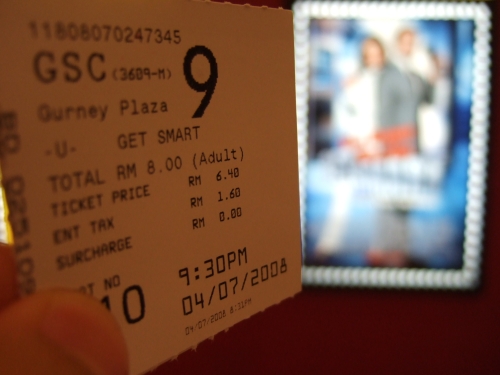 11808070247345
GSC (3609-M) 9
Gurney Plaza
-U- GET SMART
TOTAL RM 8.00 (Adult)
TICKET PRICE RM 6.40
ENT TAX RM 1.60
SURCHARGE RM 0.00
NO
10
9:30PM
04/07/2008